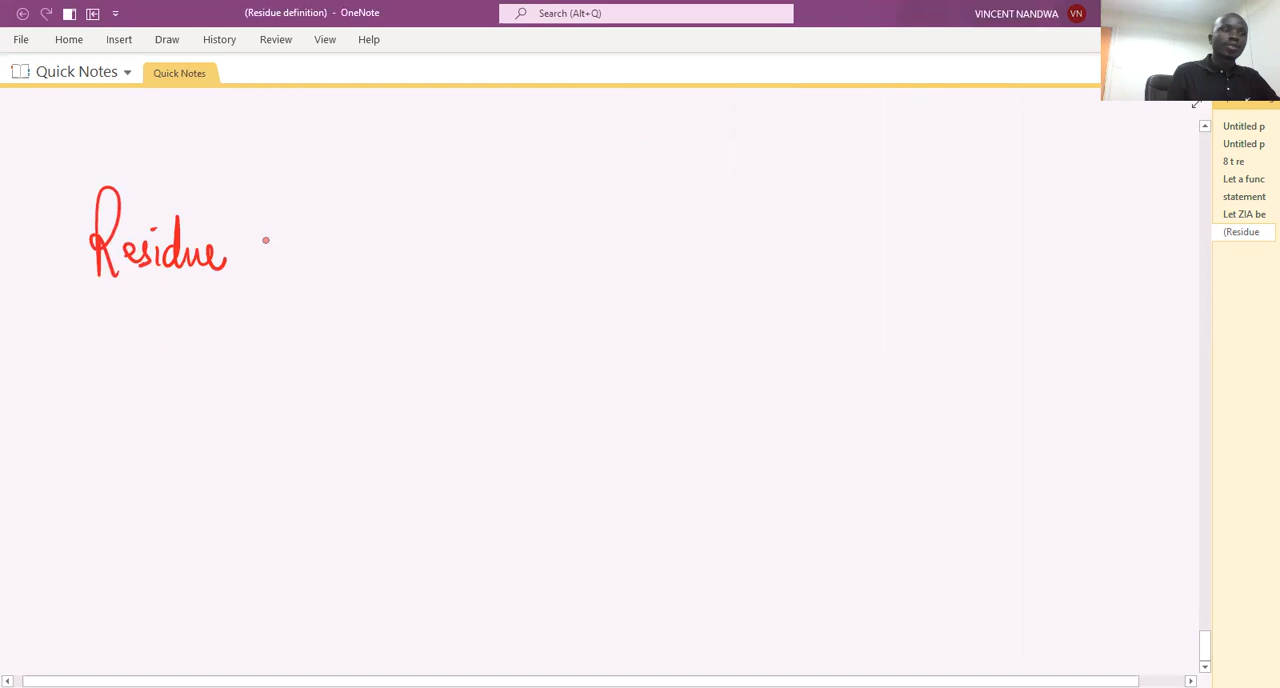 (Residue definition) - OneNote
Search (Alt+Q)
VINCENT NANDWA VN
File Home Insert Draw History Review View Help
Quick Notes Quick Notes
Untitled p
Untitled p
8 t re
Let a func
statement
Let ZIA be
(Residue
Residue